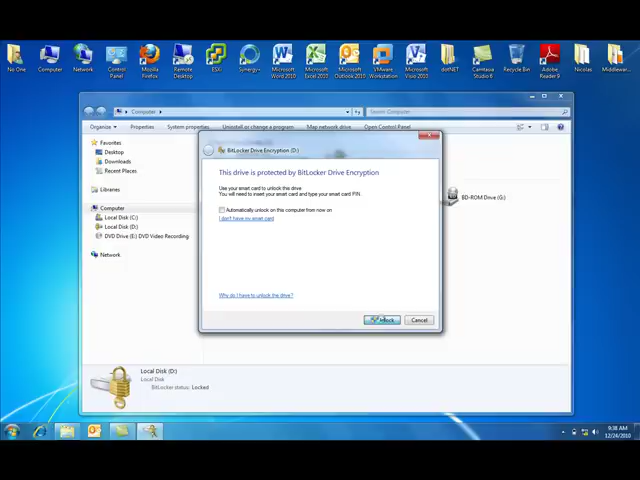 No One
Computer
Network
Control Panel
Mozilla Firefox
Remote Desktop
ESXi
Synergy+
Microsoft Word 2010
Microsoft Excel 2010
Microsoft Outlook 2010
VMware Workstation
Microsoft Visio 2010
dotNET
Camtasia Studio 6
Recycle Bin
Adobe Reader 9
Nicolas
Middlewar...
Computer
Search Computer
Organize
Properties
System properties
Uninstall or change a program
Map network drive
Open Control Panel
Favorites
Desktop
Downloads
Recent Places
Libraries
Computer
Local Disk (C:)
Local Disk (D:)
DVD Drive (E:) DVD Video Recording
Network
BD-ROM Drive (G:)
BitLocker Drive Encryption (D:)
This drive is protected by BitLocker Drive Encryption
Use your smart card to unlock the drive
You will need to insert your smart card and type your smart card PIN.
Automatically unlock on this computer from now on
I don't have my smart card
Why do I have to unlock the drive?
Unlock
Cancel
Local Disk (D:)
Local Disk
BitLocker status: Locked
9:38 AM
12/24/2010